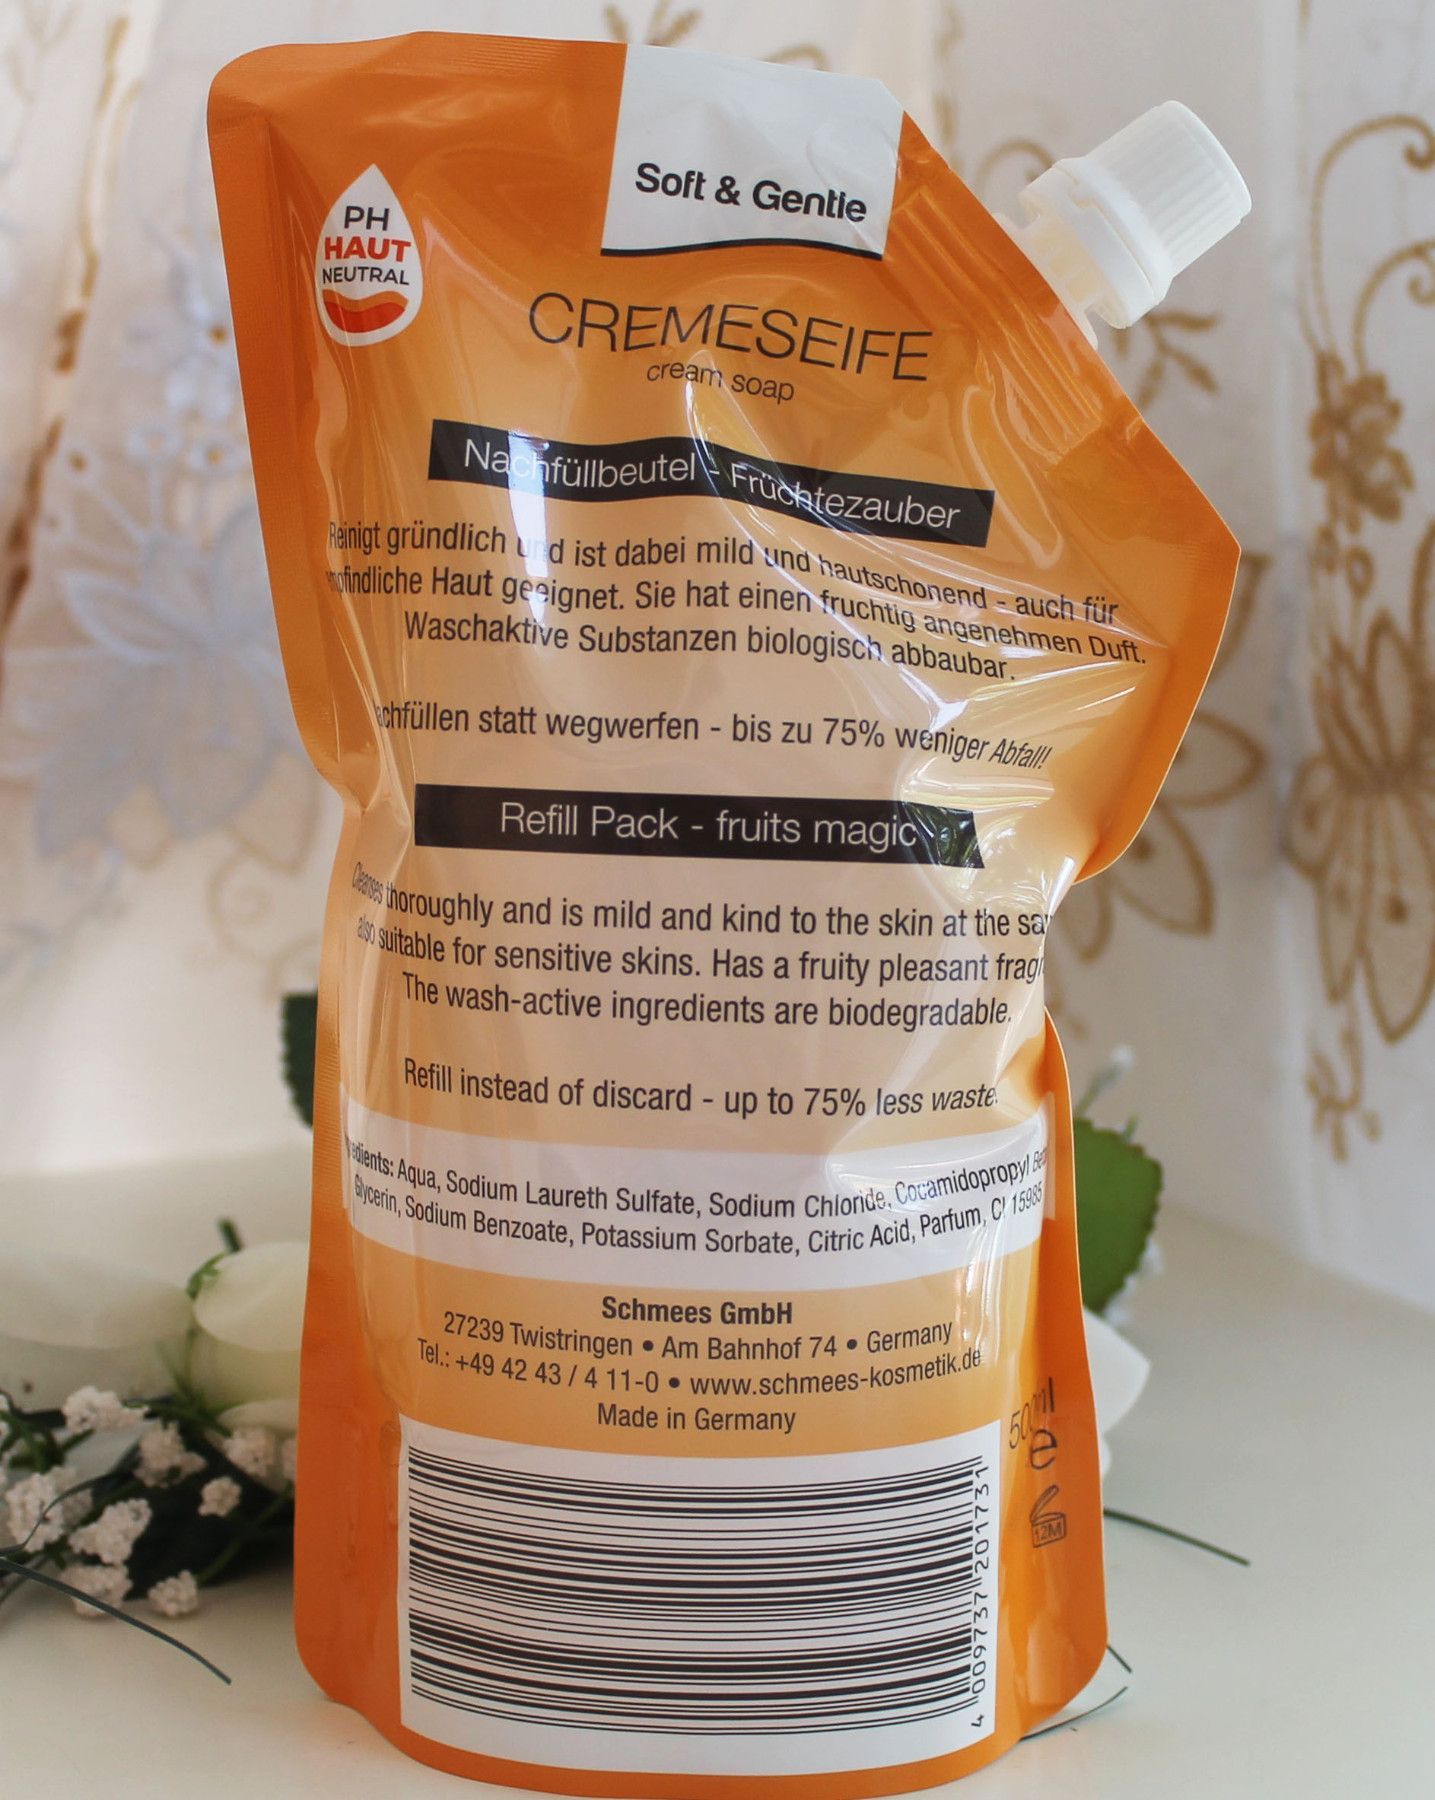 Soft & Gentle
PH
HAUT
NEUTRAL
CREMESEIFE
cream soap
Nachfüllbeutel - Früchtezauber
Reinigt gründlich und ist dabei mild und hautschonend - auch für
empfindliche Haut geeignet. Sie hat einen fruchtig angenehmen Duft.
Waschaktive Substanzen biologisch abbaubar.
Nachfüllen statt wegwerfen - bis zu 75% weniger Abfall!
Refill Pack - fruits magic
Cleanses thoroughly and is mild and kind to the skin at the
also suitable for sensitive skins. Has a fruity pleasant
The wash-active ingredients are biodegradable.
Refill instead of discard - up to 75% less waste
Ingredients: Aqua, Sodium Laureth Sulfate, Sodium Chloride, Cocamidopropyl
Glycerin, Sodium Benzoate, Potassium Sorbate, Citric Acid, Parfum, CI 15985
Schmees GmbH
27239 Twistringen • Am Bahnhof 74 • Germany
Tel.: +49 42 43 / 4 11-0 • www.schmees-kosmetik.de
Made in Germany
500ml
e
12M
4 009737 201731